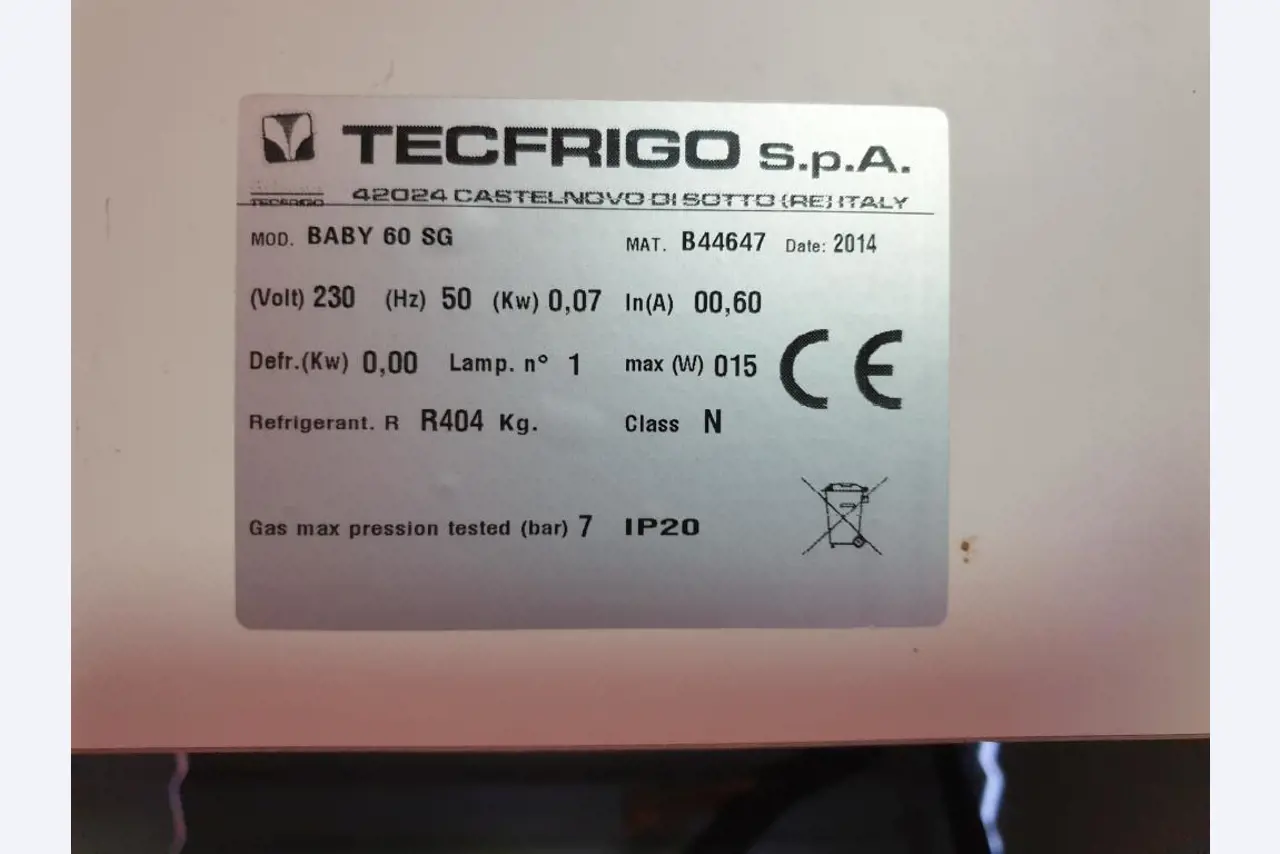 TECFRIGO S.p.A.
TECFRIGO 42024 CASTELNOVO DI SOTTO (RE) ITALY
MOD. BABY 60 SG MAT. B44647 Date: 2014
(Volt) 230 (Hz) 50 (Kw) 0,07 In(A) 00,60
Defr.(Kw) 0,00 Lamp. n° 1 max (W) 015 CE
Refrigerant. R R404 Kg. Class N
Gas max pression tested (bar) 7 IP20